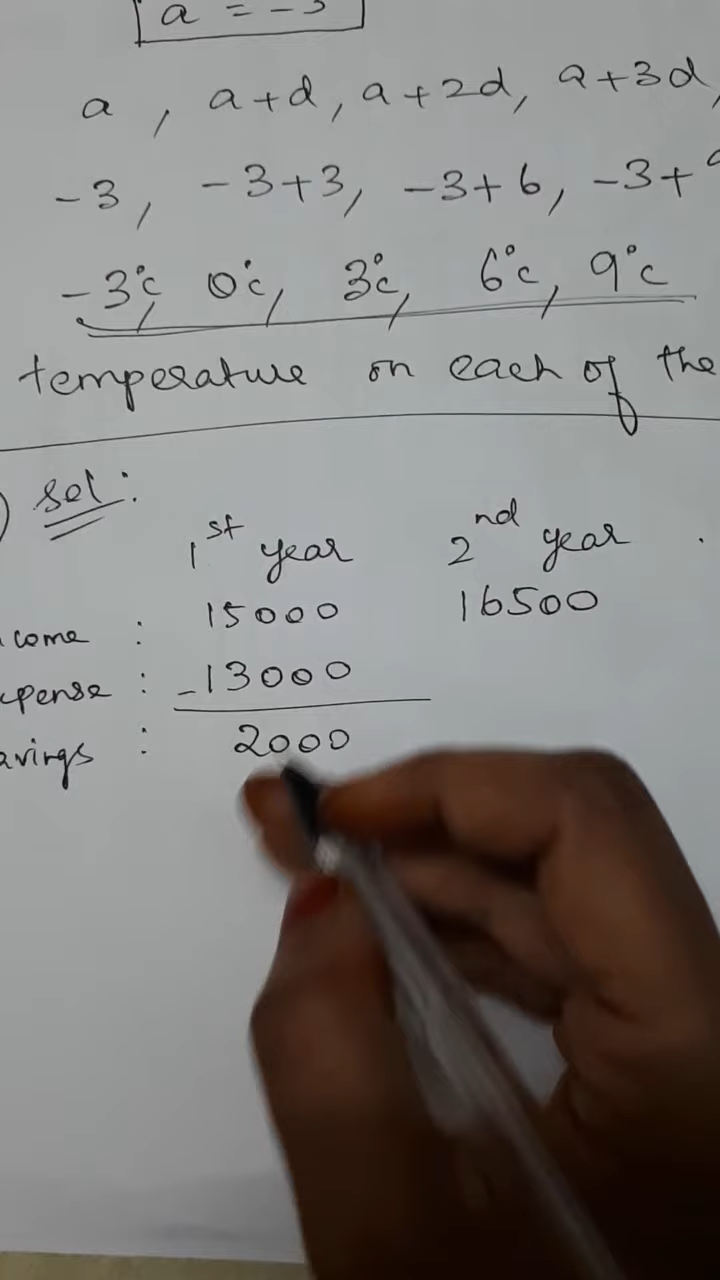 a = -3
a , a+d, a+2d, a+3d,
-3, -3+3, -3+6, -3+9
-3°c, 0°c, 3°c, 6°c, 9°c
temperature on each of the
) sol:
1st year 2nd year
come : 15000 16500
pense : -13000
avings : 2000